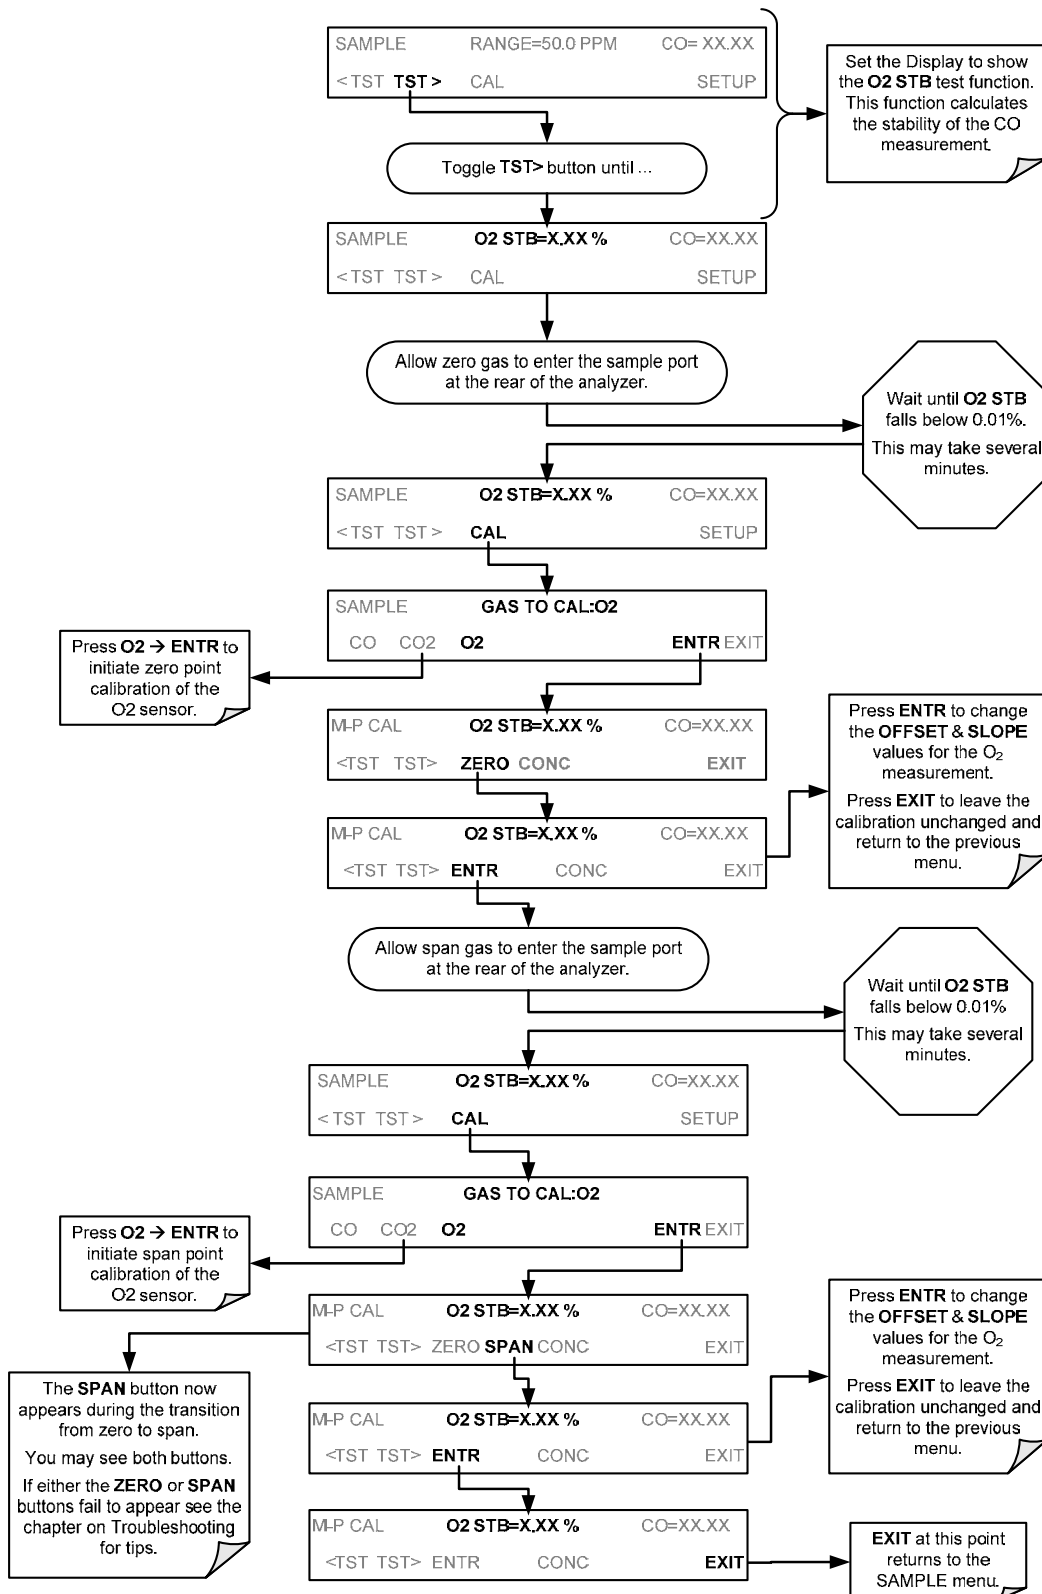 SAMPLE RANGE=50.0 PPM CO= XX.XX
<TST TST> CAL SETUP
Set the Display to show
the O2 STB test function.
This function calculates
the stability of the CO
measurement.
Toggle TST> button until ...
SAMPLE O2 STB=X.XX % CO=XX.XX
<TST TST> CAL SETUP
Allow zero gas to enter the sample port
at the rear of the analyzer.
Wait until O2 STB
falls below 0.01%.
This may take several
minutes.
SAMPLE O2 STB=X.XX % CO=XX.XX
<TST TST> CAL SETUP
SAMPLE GAS TO CAL:O2
CO CO2 O2 ENTR EXIT
Press O2 → ENTR to
initiate zero point
calibration of the
O2 sensor.
M-P CAL O2 STB=X.XX % CO=XX.XX
<TST TST> ZERO CONC EXIT
Press ENTR to change
the OFFSET & SLOPE
values for the O₂
measurement.
Press EXIT to leave the
calibration unchanged and
return to the previous
menu.
M-P CAL O2 STB=X.XX % CO=XX.XX
<TST TST> ENTR CONC EXIT
Allow span gas to enter the sample port
at the rear of the analyzer.
Wait until O2 STB
falls below 0.01%
This may take several
minutes.
SAMPLE O2 STB=X.XX % CO=XX.XX
<TST TST> CAL SETUP
SAMPLE GAS TO CAL:O2
CO CO2 O2 ENTR EXIT
Press O2 → ENTR to
initiate span point
calibration of the
O2 sensor.
M-P CAL O2 STB=X.XX % CO=XX.XX
<TST TST> ZERO SPAN CONC EXIT
The SPAN button now
appears during the transition
from zero to span.
You may see both buttons.
If either the ZERO or SPAN
buttons fail to appear see the
chapter on Troubleshooting
for tips.
Press ENTR to change
the OFFSET & SLOPE
values for the O₂
measurement.
Press EXIT to leave the
calibration unchanged and
return to the previous
menu.
M-P CAL O2 STB=X.XX % CO=XX.XX
<TST TST> ENTR CONC EXIT
M-P CAL O2 STB=X.XX % CO=XX.XX
<TST TST> ENTR CONC EXIT
EXIT at this point
returns to the
SAMPLE menu.